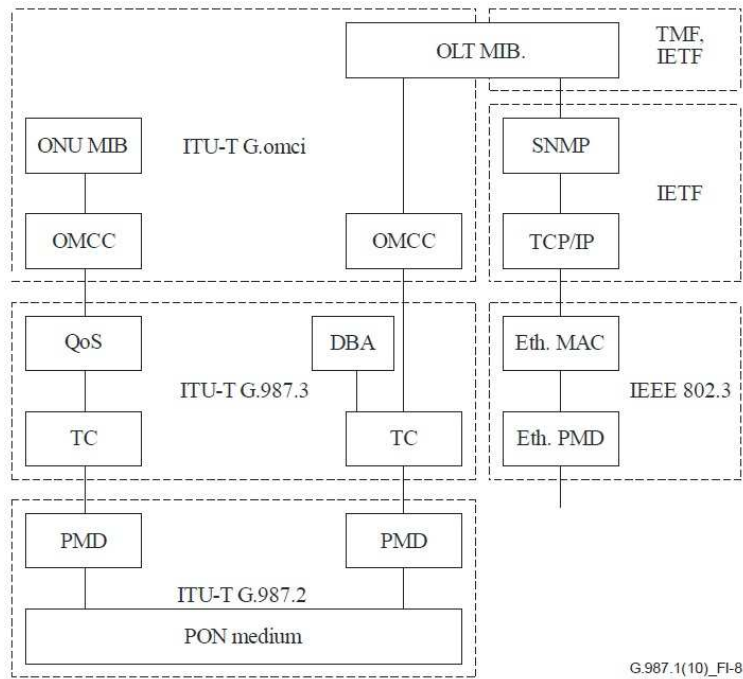 OLT MIB.
TMF,
IETF
ONU MIB
ITU-T G.omci
SNMP
IETF
OMCC
OMCC
TCP/IP
QoS
DBA
Eth. MAC
ITU-T G.987.3
IEEE 802.3
TC
TC
Eth. PMD
PMD
PMD
ITU-T G.987.2
PON medium
G.987.1(10)_FI-8